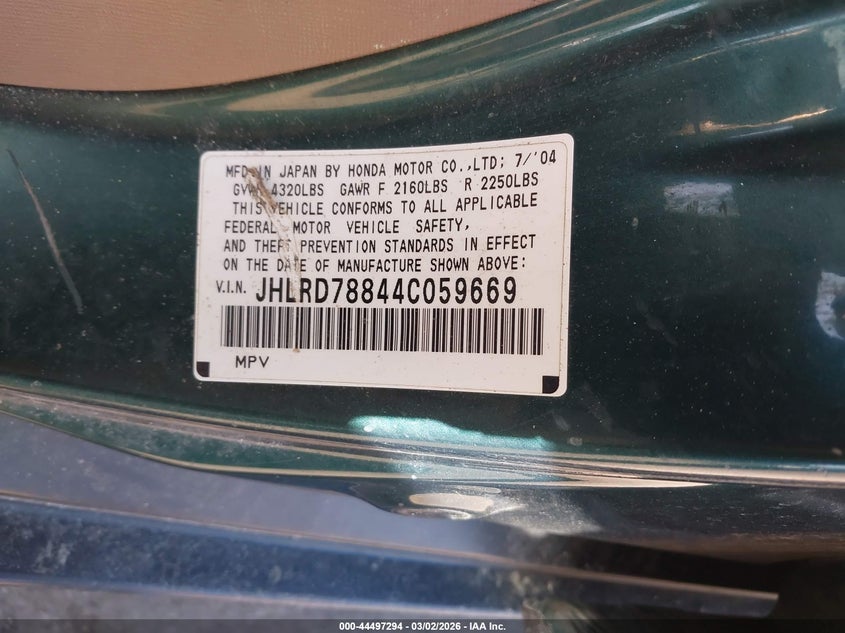 MFD. IN JAPAN BY HONDA MOTOR CO.,LTD; 7/'04
GVWR 4320LBS GAWR F 2160LBS R 2250LBS
THIS VEHICLE CONFORMS TO ALL APPLICABLE
FEDERAL MOTOR VEHICLE SAFETY,
AND THEFT PREVENTION STANDARDS IN EFFECT
ON THE DATE OF MANUFACTURE SHOWN ABOVE:
V.I.N. JHLRD78844C059669
MPV
000-44497294 — 03/02/2026 — IAA Inc.